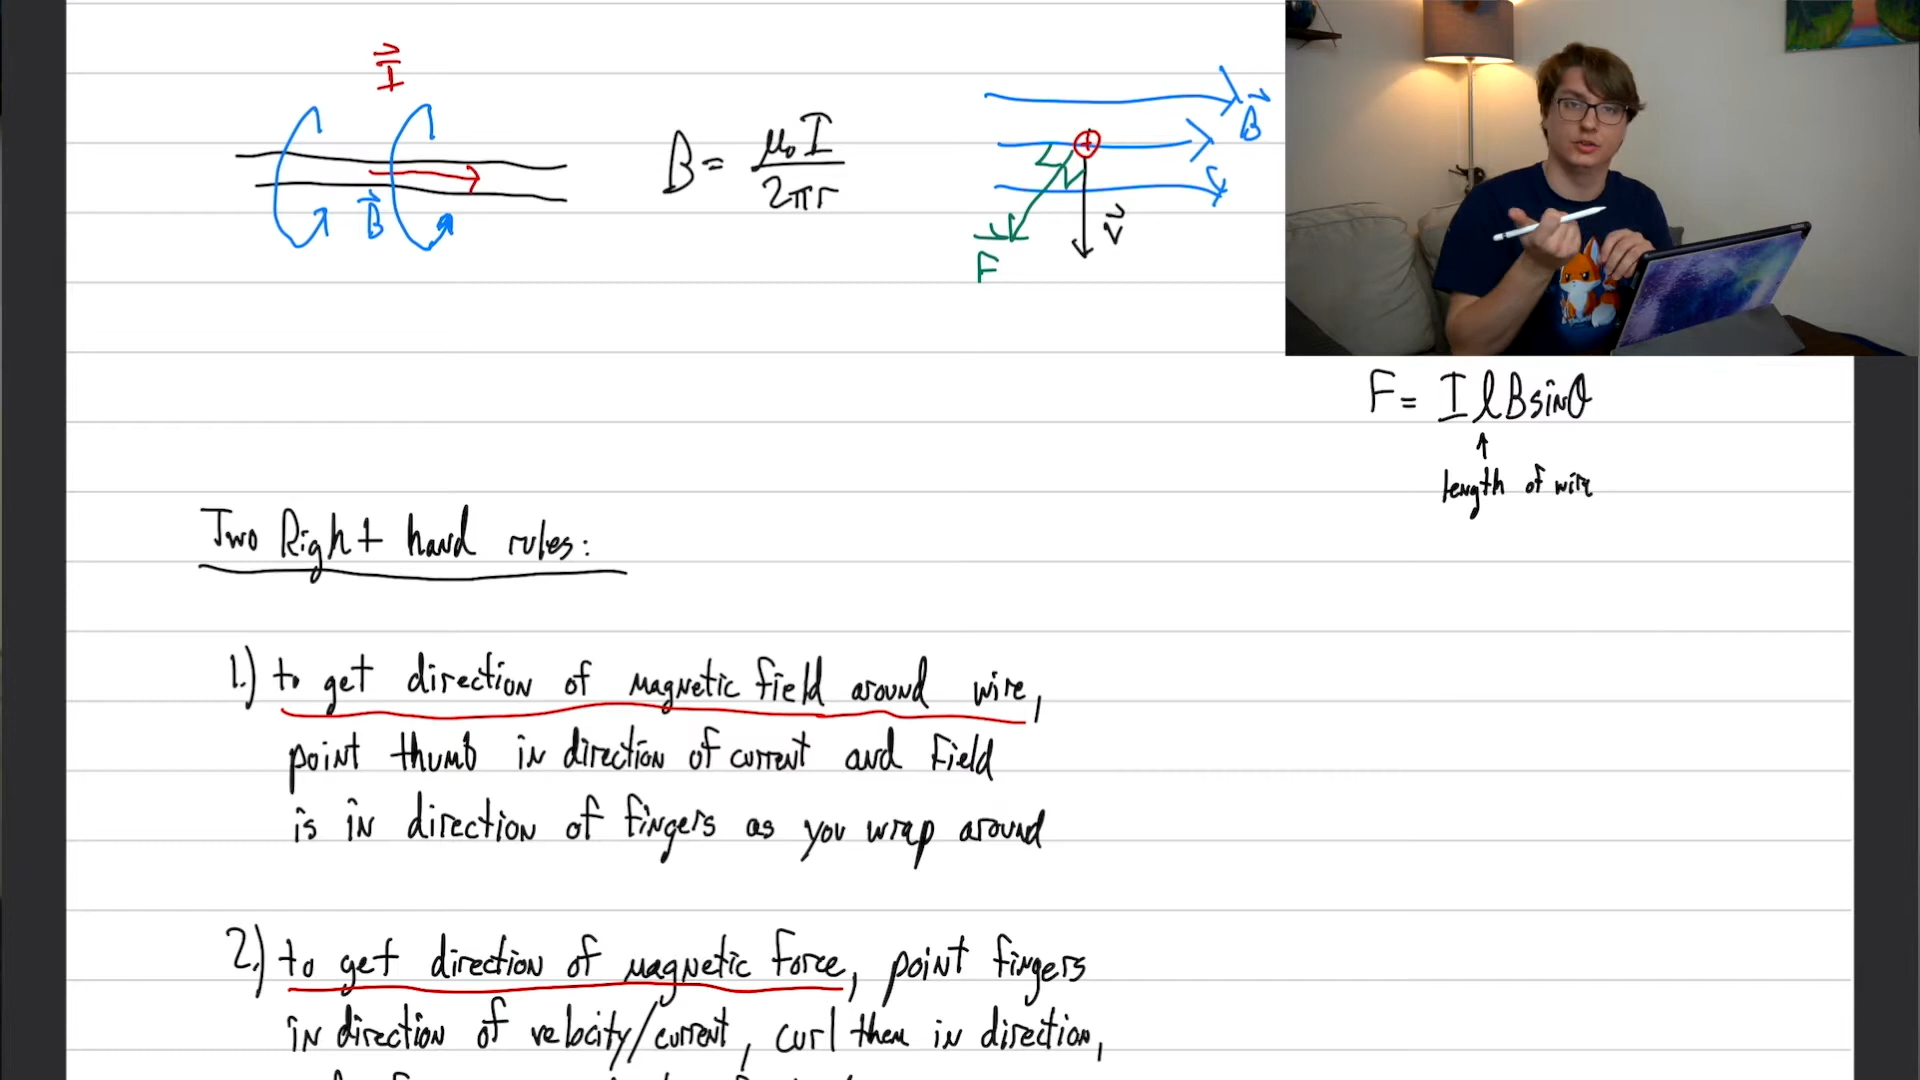 I
B
B = μ₀I / 2πr
B
F
V
F = IℓBsinθ
↑
length of wire
Two Right hand rules:
1.) to get direction of magnetic field around wire,
point thumb in direction of current and field
is in direction of fingers as you wrap around
2.) to get direction of magnetic force, point fingers
in direction of velocity/current, curl them in direction,